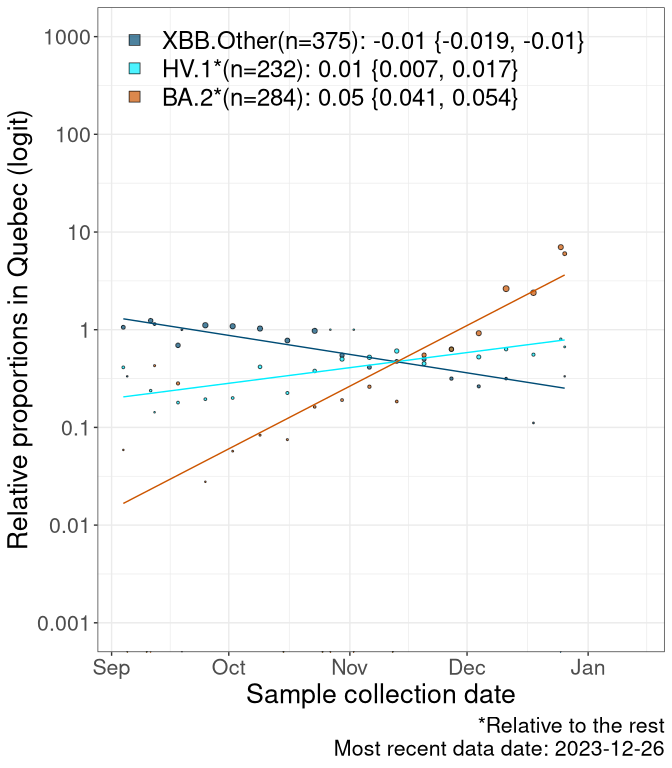 XBB.Other(n=375): -0.01 {-0.019, -0.01}
HV.1*(n=232): 0.01 {0.007, 0.017}
BA.2*(n=284): 0.05 {0.041, 0.054}
Relative proportions in Quebec (logit)
1000
100
10
1
0.1
0.01
0.001
Sep Oct Nov Dec Jan
Sample collection date
*Relative to the rest
Most recent data date: 2023-12-26